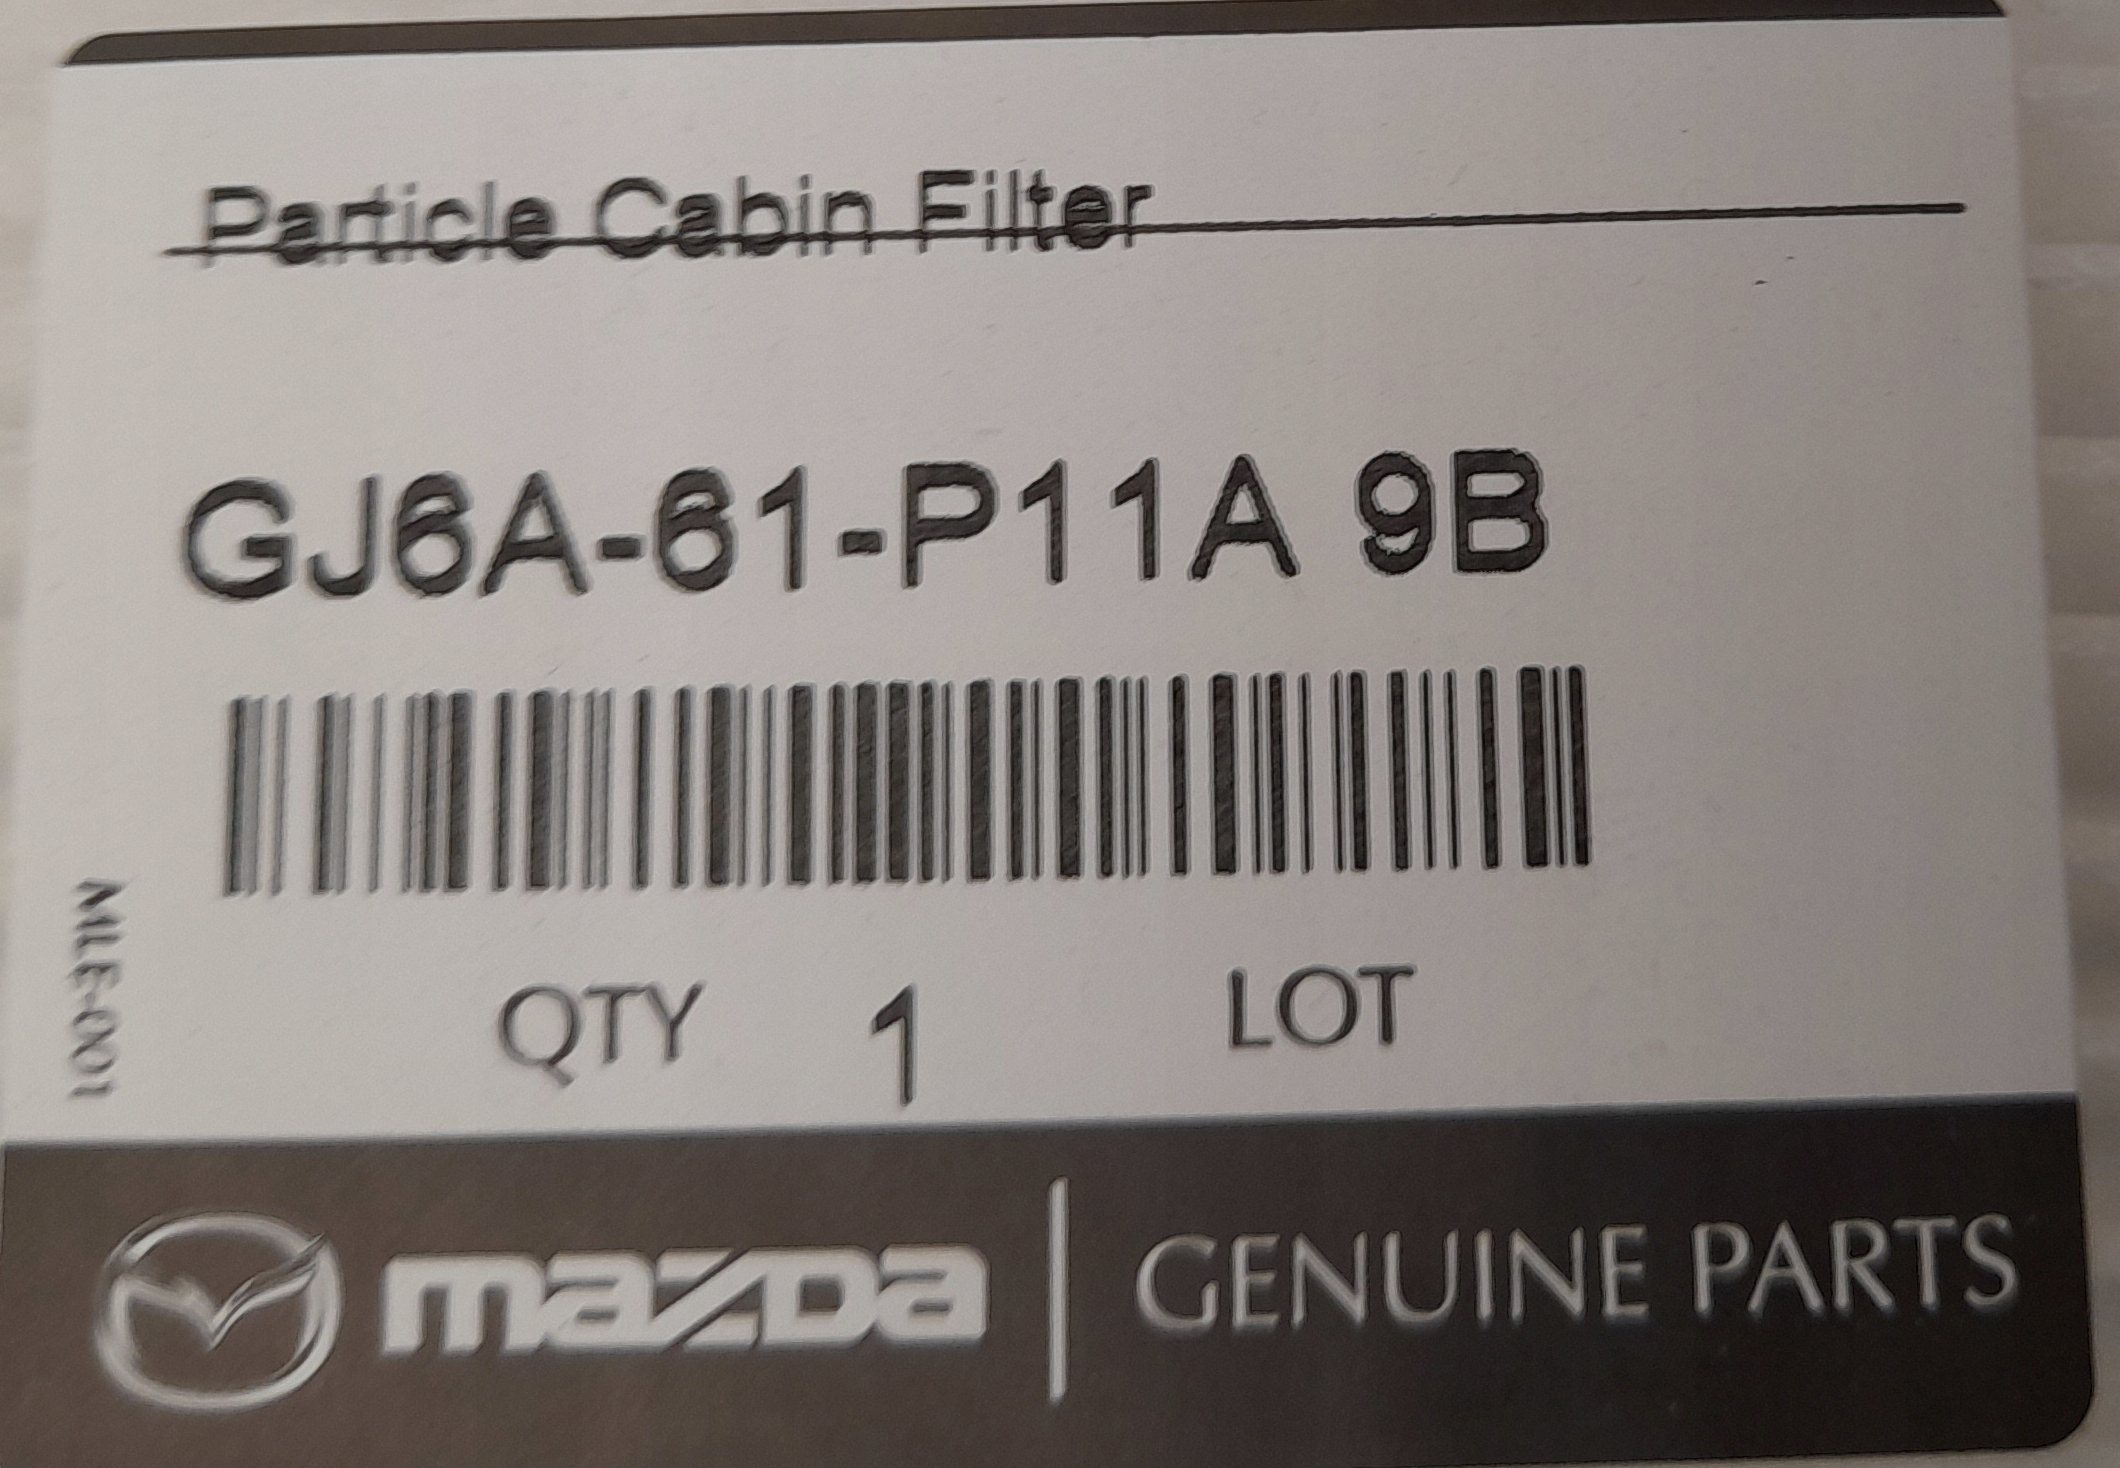 Particle Cabin Filter
GJ6A-61-P11A 9B
MLE-001
QTY 1 LOT
mazda GENUINE PARTS